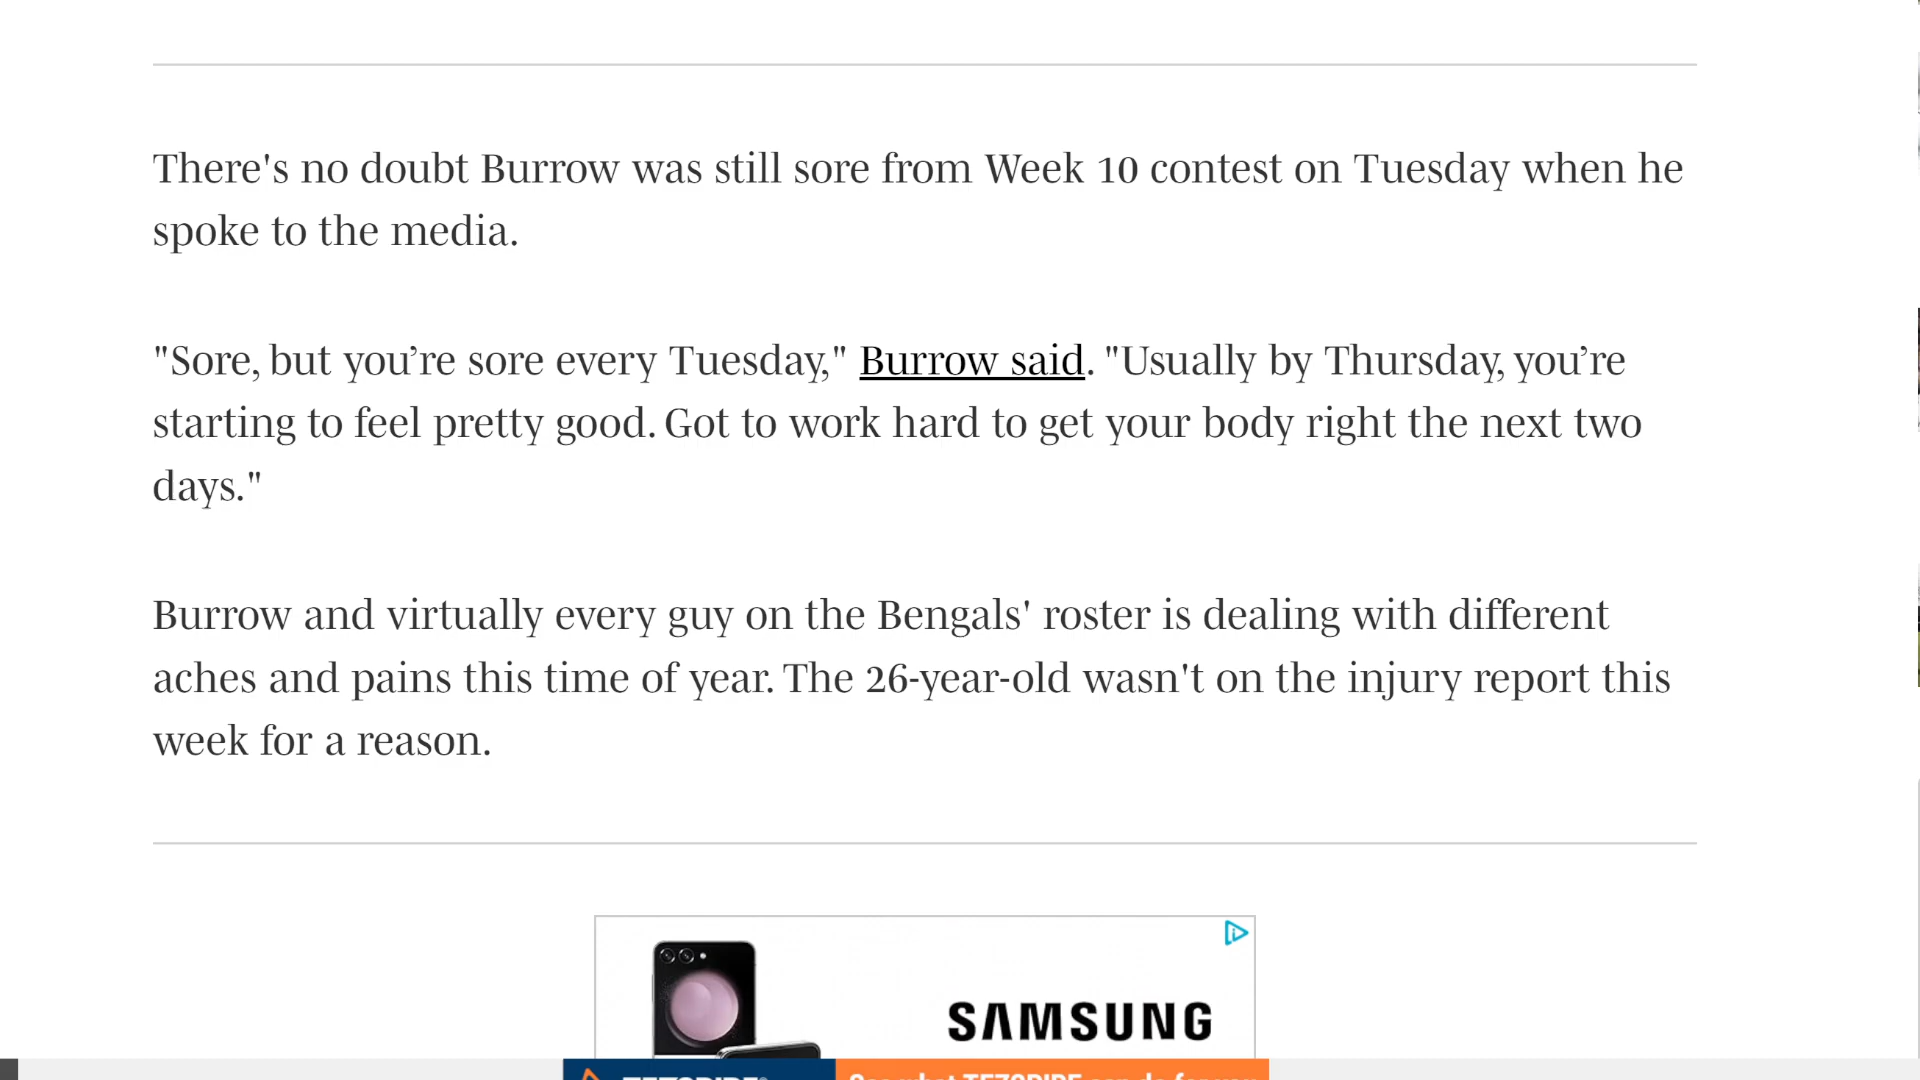 There's no doubt Burrow was still sore from Week 10 contest on Tuesday when he
spoke to the media.
"Sore, but you’re sore every Tuesday," Burrow said. "Usually by Thursday, you’re
starting to feel pretty good. Got to work hard to get your body right the next two
days."
Burrow and virtually every guy on the Bengals' roster is dealing with different
aches and pains this time of year. The 26-year-old wasn't on the injury report this
week for a reason.
SAMSUNG